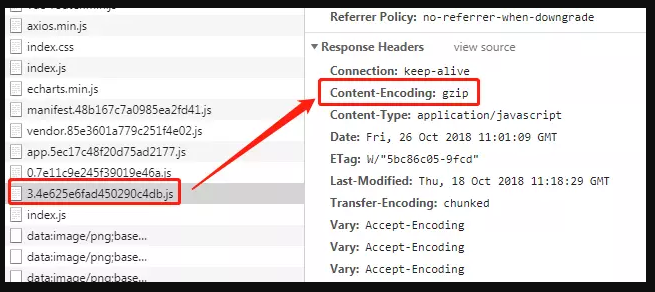 axios.min.js
index.css
index.js
echarts.min.js
manifest.48b167c7a0985ea2fd41.js
vendor.85e3601a779c251f4e02.js
app.5ec17c48f20d75ad2177.js
0.7e11c9e245f39019e46a.js
3.4e625e6fad450290c4db.js
index.js
data:image/png;base...
data:image/png;base...
data:image/png;base...
Referrer Policy: no-referrer-when-downgrade
Response Headers view source
Connection: keep-alive
Content-Encoding: gzip
Content-Type: application/javascript
Date: Fri, 26 Oct 2018 11:01:09 GMT
ETag: W/"5bc86c05-9fcd"
Last-Modified: Thu, 18 Oct 2018 11:18:29 GMT
Transfer-Encoding: chunked
Vary: Accept-Encoding
Vary: Accept-Encoding
Vary: Accept-Encoding